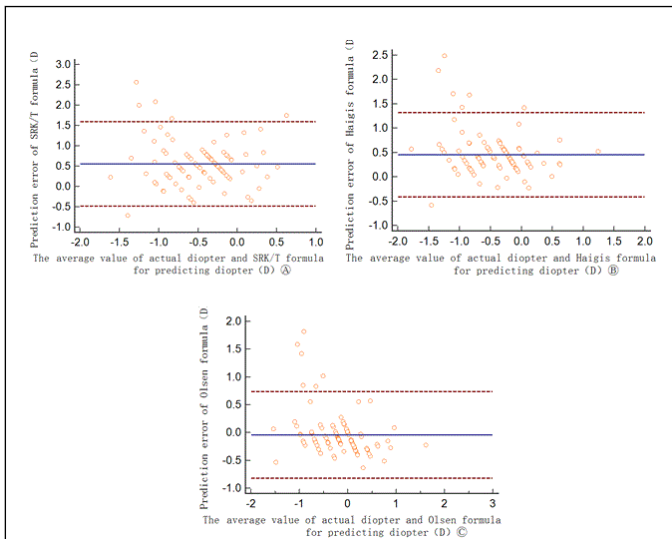 Prediction error of SRK/T formula (D
3.0
2.5
2.0
1.5
1.0
0.5
0.0
-0.5
-1.0
-2.0 -1.5 -1.0 -0.5 0.0 0.5 1.0
The average value of actual diopter and SRK/T formula
for predicting diopter (D) Ⓐ
Prediction error of Haigis formula (D
2.5
2.0
1.5
1.0
0.5
0.0
-0.5
-1.0
-2.0 -1.5 -1.0 -0.5 0.0 0.5 1.0 1.5 2.0
The average value of actual diopter and Haigis formula
for predicting diopter (D) Ⓑ
Prediction error of Olsen formula (D
2.0
1.5
1.0
0.5
0.0
-0.5
-1.0
-2 -1 0 1 2 3
The average value of actual diopter and Olsen formula
for predicting diopter (D) Ⓒ